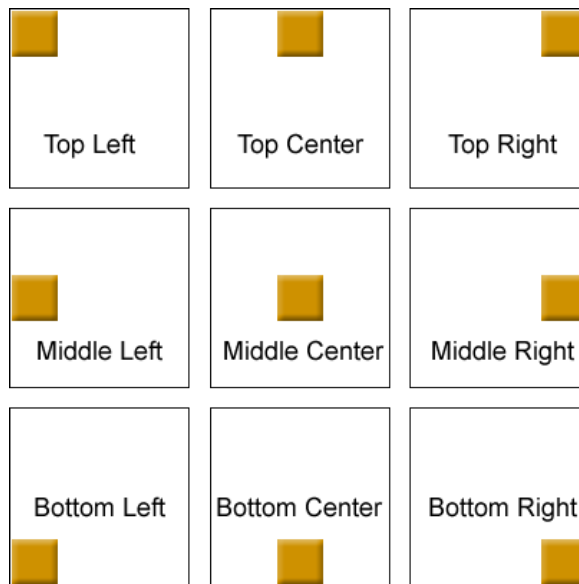 Top Left
Top Center
Top Right
Middle Left
Middle Center
Middle Right
Bottom Left
Bottom Center
Bottom Right